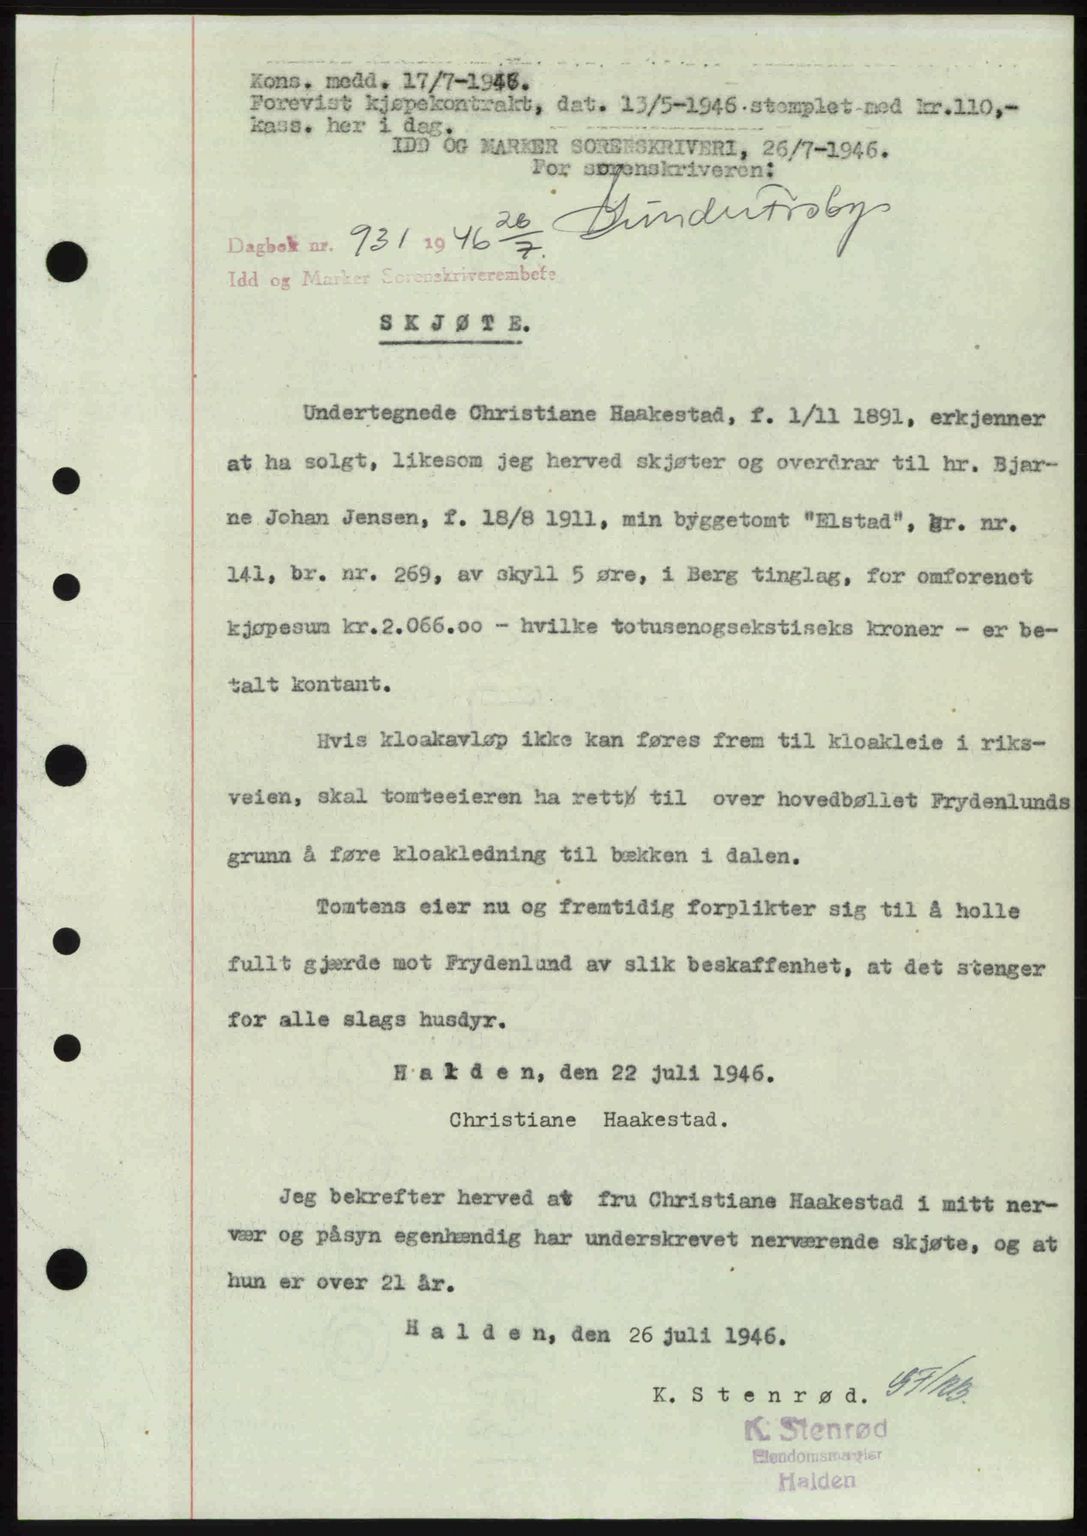 Kons. medd. 17/7-1946.
Forevist kjøpekontrakt, dat. 13/5-1946 stemplet med kr.110,-
kass. her i dag.
IDD OG MARKER SORENSKRIVERI, 26/7-1946.
For sorenskriveren:
Dagbok nr. 931 1946 26/7.
Idd og Marker Sorenskriverembete
SKJØTE.
Undertegnede Christiane Haakestad, f. 1/11 1891, erkjenner
at ha solgt, likesom jeg herved skjøter og overdrar til hr. Bjar-
ne Johan Jensen, f. 18/8 1911, min byggetomt "Elstad", gr. nr.
141, br. nr. 269, av skyll 5 øre, i Berg tinglag, for omforenet
kjøpesum kr.2.066.oo - hvilke totusenogsekstiseks kroner - er be-
talt kontant.
Hvis kloakavløp ikke kan føres frem til kloakleie i riks-
veien, skal tomteeieren ha rett til over hovedbøllet Frydenlunds
grunn å føre kloakledning til bækken i dalen.
Tomtens eier nu og fremtidig forplikter sig til å holle
fullt gjærde mot Frydenlund av slik beskaffenhet, at det stenger
for alle slags husdyr.
Halden, den 22 juli 1946.
Christiane Haakestad.
Jeg bekrefter herved at fru Christiane Haakestad i mitt ner-
vær og påsyn egenhændig har underskrevet nerværende skjøte, og at
hun er over 21 år.
Halden, den 26 juli 1946.
K. Stenrød.
K. Stenrød
Eiendomsmægler
Halden